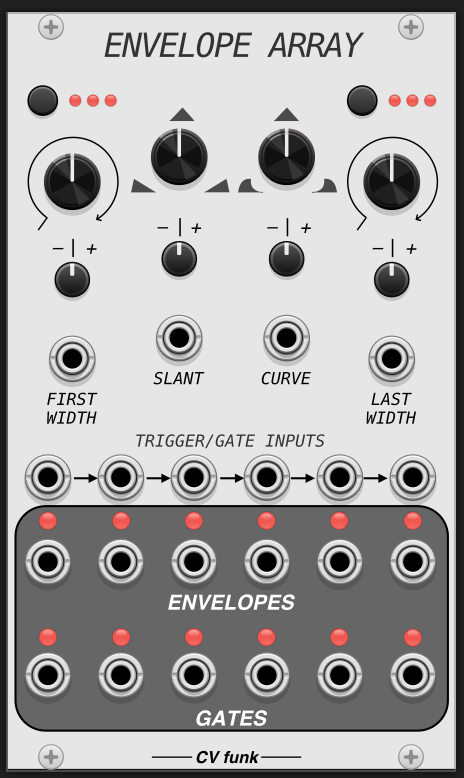 ENVELOPE ARRAY
− | +
− | +
− | +
− | +
SLANT
CURVE
FIRST
WIDTH
LAST
WIDTH
TRIGGER/GATE INPUTS
ENVELOPES
GATES
CV funk